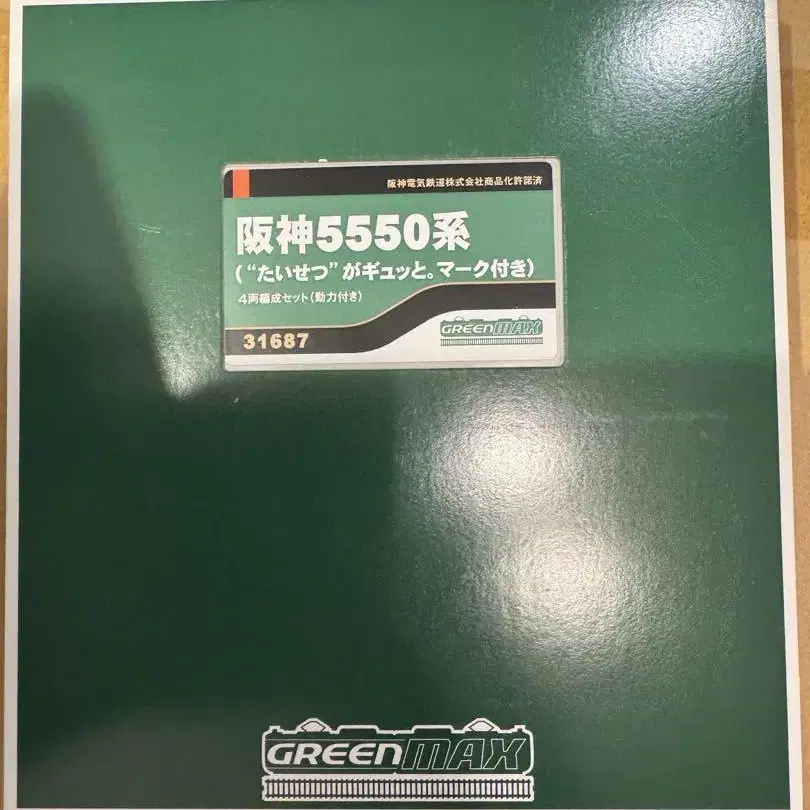 阪神電気鉄道株式会社商品化許諾済
阪神5550系
（“たいせつ”がギュッと。マーク付き）
4両編成セット（動力付き）
31687
GREENMAX
GREENMAX